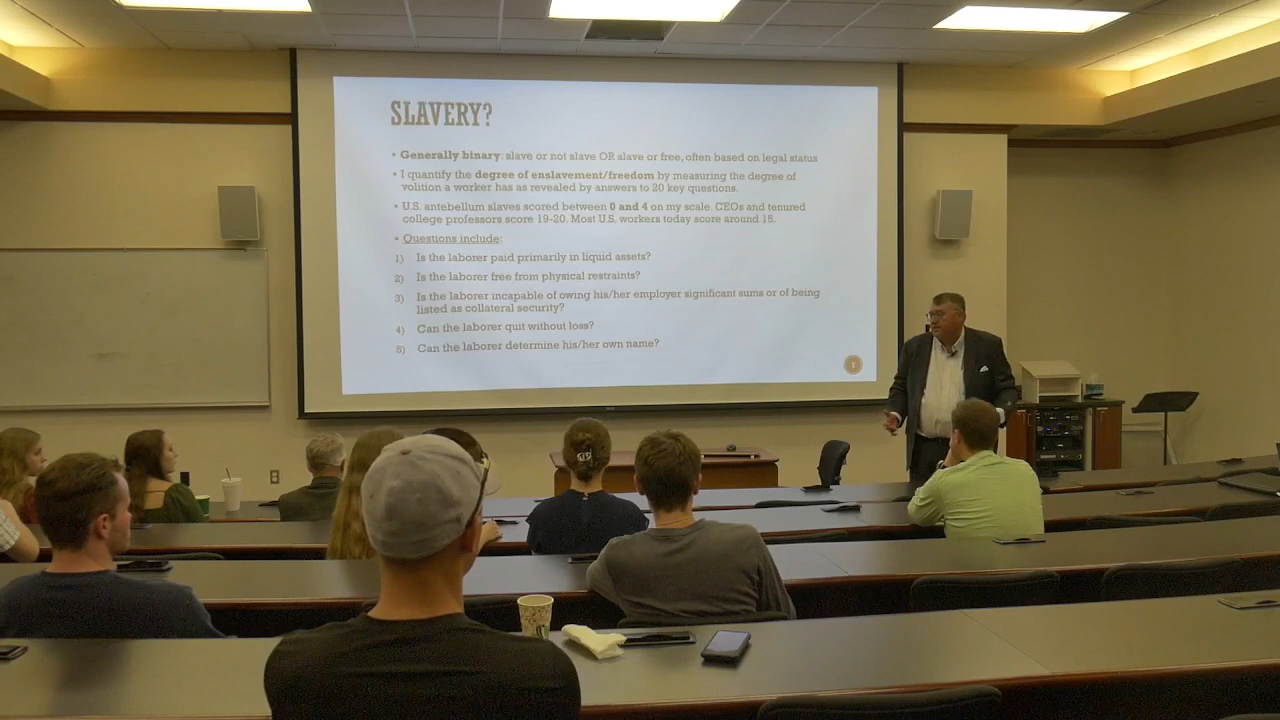 SLAVERY?
• Generally binary: slave or not slave OR slave or free, often based on legal status
• I quantify the degree of enslavement/freedom by measuring the degree of
volition a worker has as revealed by answers to 20 key questions.
• U.S. antebellum slaves scored between 0 and 4 on my scale. CEOs and tenured
college professors score 19-20. Most U.S. workers today score around 15.
• Questions include:
1) Is the laborer paid primarily in liquid assets?
2) Is the laborer free from physical restraints?
3) Is the laborer incapable of owing his/her employer significant sums or of being
listed as collateral security?
4) Can the laborer quit without loss?
5) Can the laborer determine his/her own name?